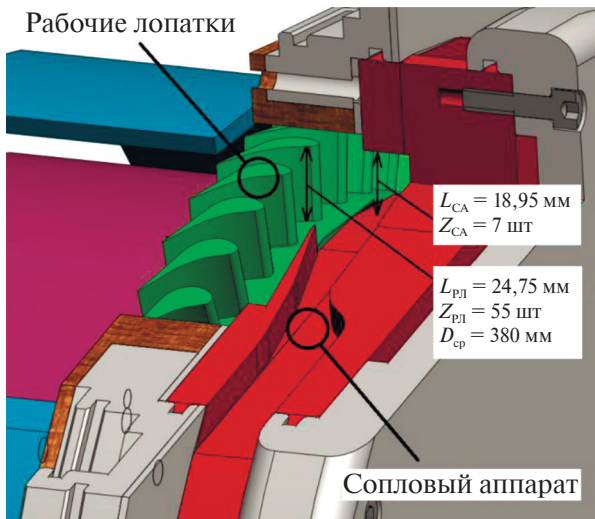 Рабочие лопатки
L_СА = 18,95 мм
Z_СА = 7 шт
L_РЛ = 24,75 мм
Z_РЛ = 55 шт
D_ср = 380 мм
Сопловый аппарат